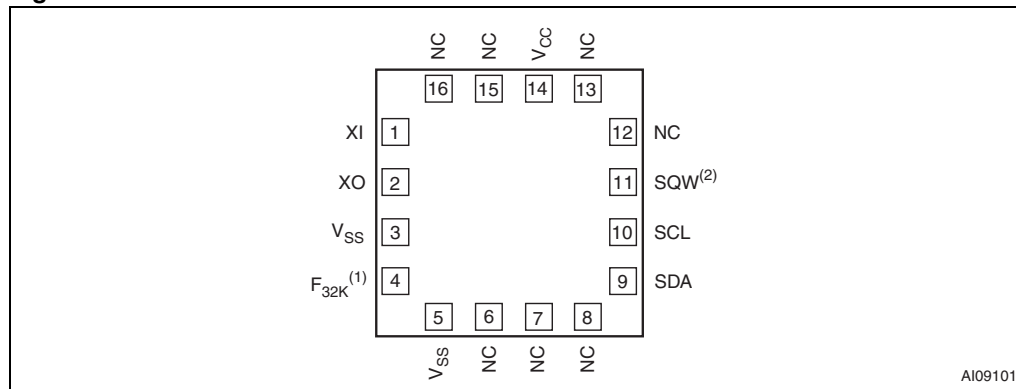 NC NC VCC NC
16 15 14 13
XI 1 12 NC
XO 2 11 SQW(2)
VSS 3 10 SCL
F32K(1) 4 9 SDA
5 6 7 8
VSS NC NC NC
AI09101